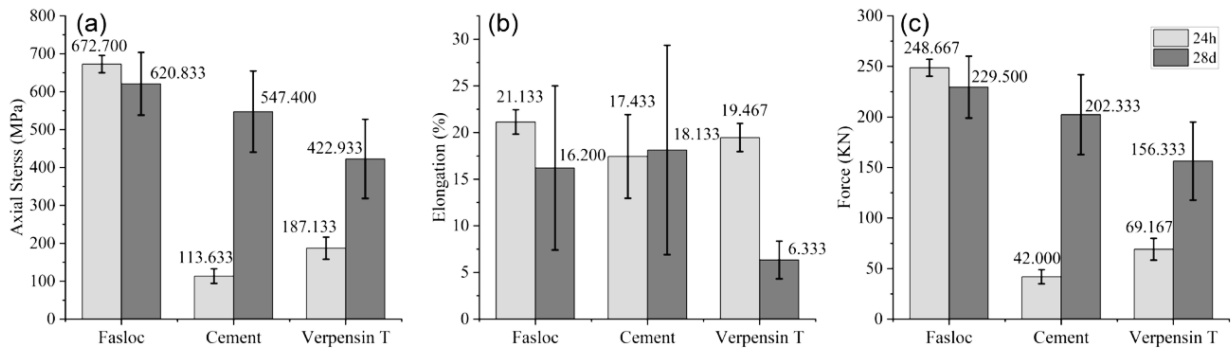 (a)
Axial Sterss (MPa)
800
700
600
500
400
300
200
100
0
672.700
620.833
113.633
547.400
187.133
422.933
Fasloc
Cement
Verpensin T
(b)
Elongation (%)
30
25
20
15
10
5
0
21.133
16.200
17.433
18.133
19.467
6.333
Fasloc
Cement
Verpensin T
(c)
Force (KN)
300
250
200
150
100
50
0
248.667
229.500
42.000
202.333
69.167
156.333
24h
28d
Fasloc
Cement
Verpensin T